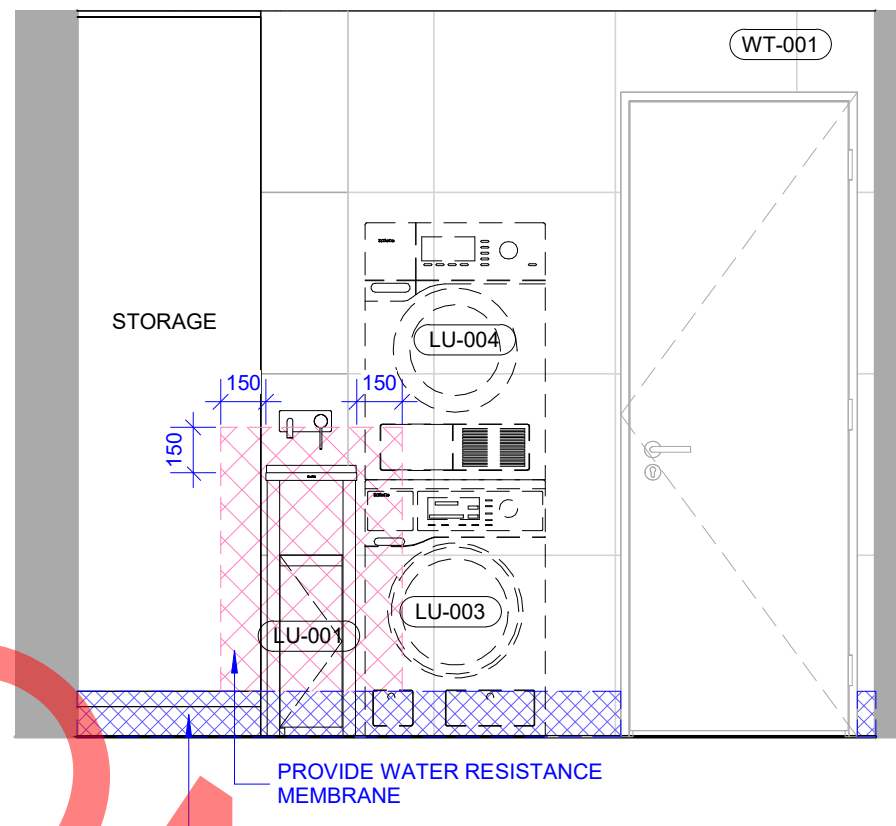 WT-001
STORAGE
LU-004
150
150
150
LU-003
LU-001
PROVIDE WATER RESISTANCE
MEMBRANE